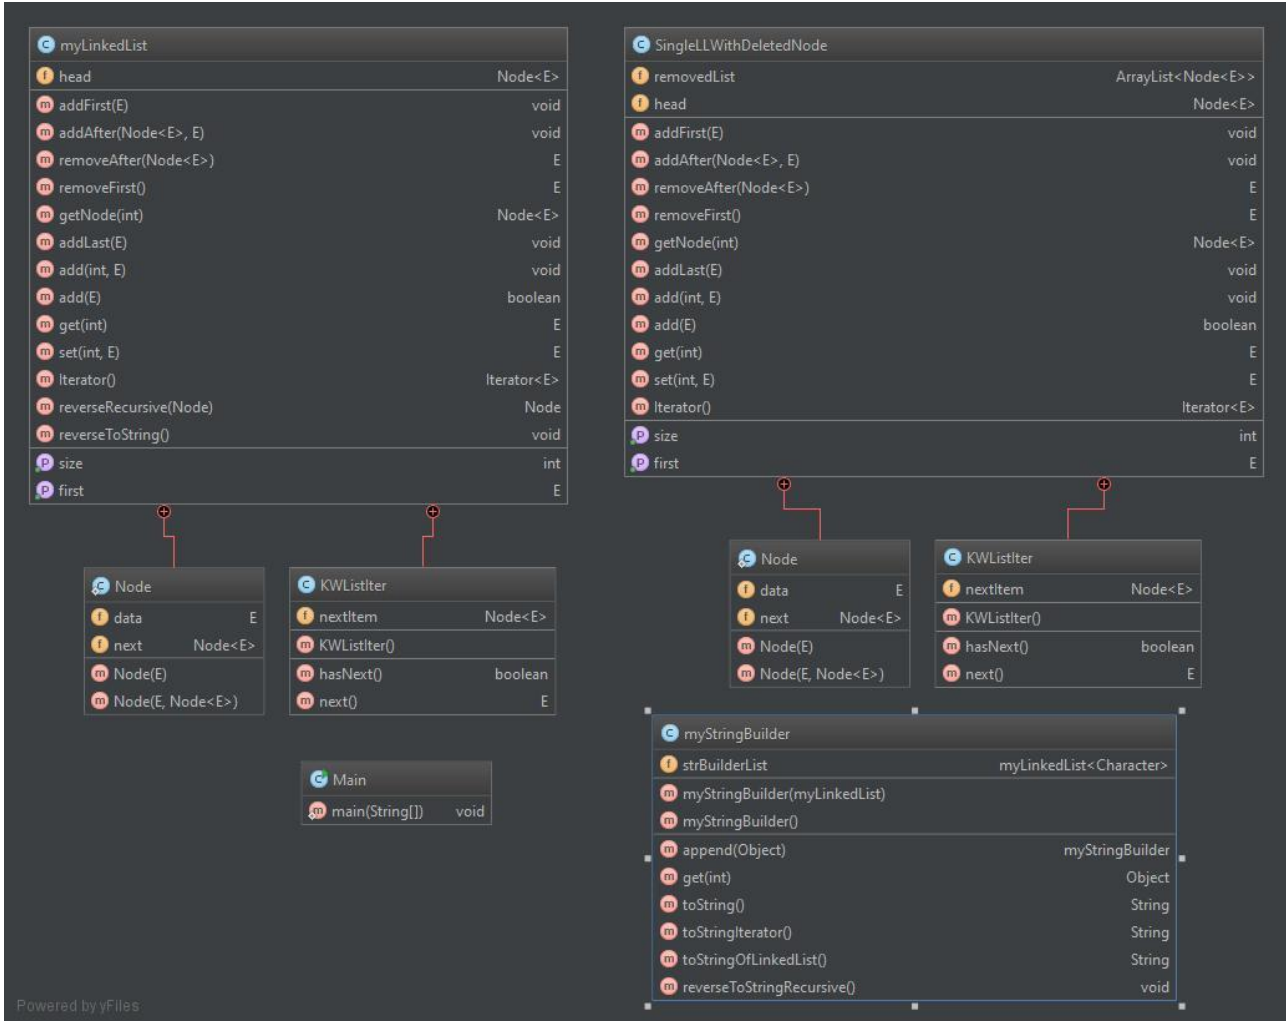 myLinkedList
head Node<E>
addFirst(E) void
addAfter(Node<E>, E) void
removeAfter(Node<E>) E
removeFirst() E
getNode(int) Node<E>
addLast(E) void
add(int, E) void
add(E) boolean
get(int) E
set(int, E) E
Iterator() Iterator<E>
reverseRecursive(Node) Node
reverseToString() void
size int
first E
SingleLLWithDeletedNode
removedList ArrayList<Node<E>>
head Node<E>
addFirst(E) void
addAfter(Node<E>, E) void
removeAfter(Node<E>) E
removeFirst() E
getNode(int) Node<E>
addLast(E) void
add(int, E) void
add(E) boolean
get(int) E
set(int, E) E
Iterator() Iterator<E>
size int
first E
Node
data E
next Node<E>
Node(E)
Node(E, Node<E>)
KWListIter
nextItem Node<E>
KWListIter()
hasNext() boolean
next() E
Node
data E
next Node<E>
Node(E)
Node(E, Node<E>)
KWListIter
nextItem Node<E>
KWListIter()
hasNext() boolean
next() E
Main
main(String[]) void
myStringBuilder
strBuilderList myLinkedList<Character>
myStringBuilder(myLinkedList)
myStringBuilder()
append(Object) myStringBuilder
get(int) Object
toString() String
toStringIterator() String
toStringOfLinkedList() String
reverseToStringRecursive() void
Powered by yFiles